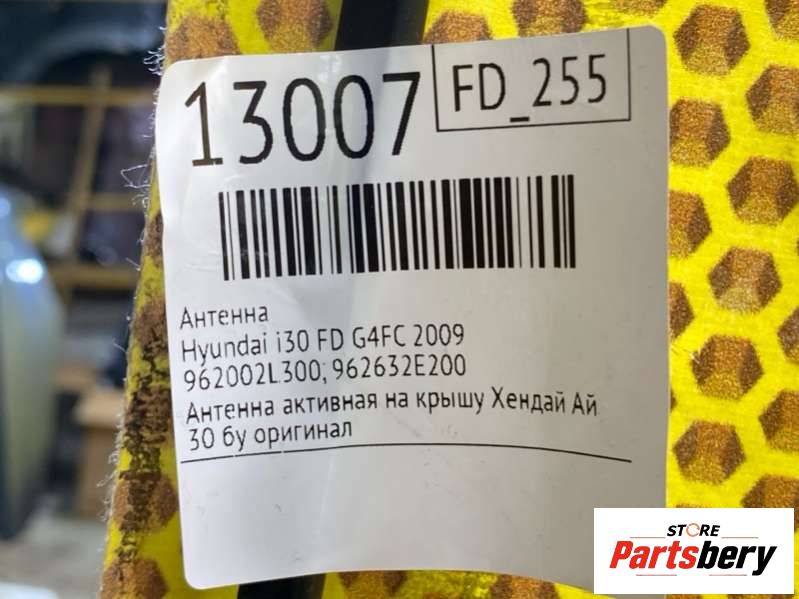 13007
FD_255
Антенна
Hyundai i30 FD G4FC 2009
962002L300; 962632E200
Антенна активная на крышу Хендай Ай
30 бу оригинал
STORE
Partsbery